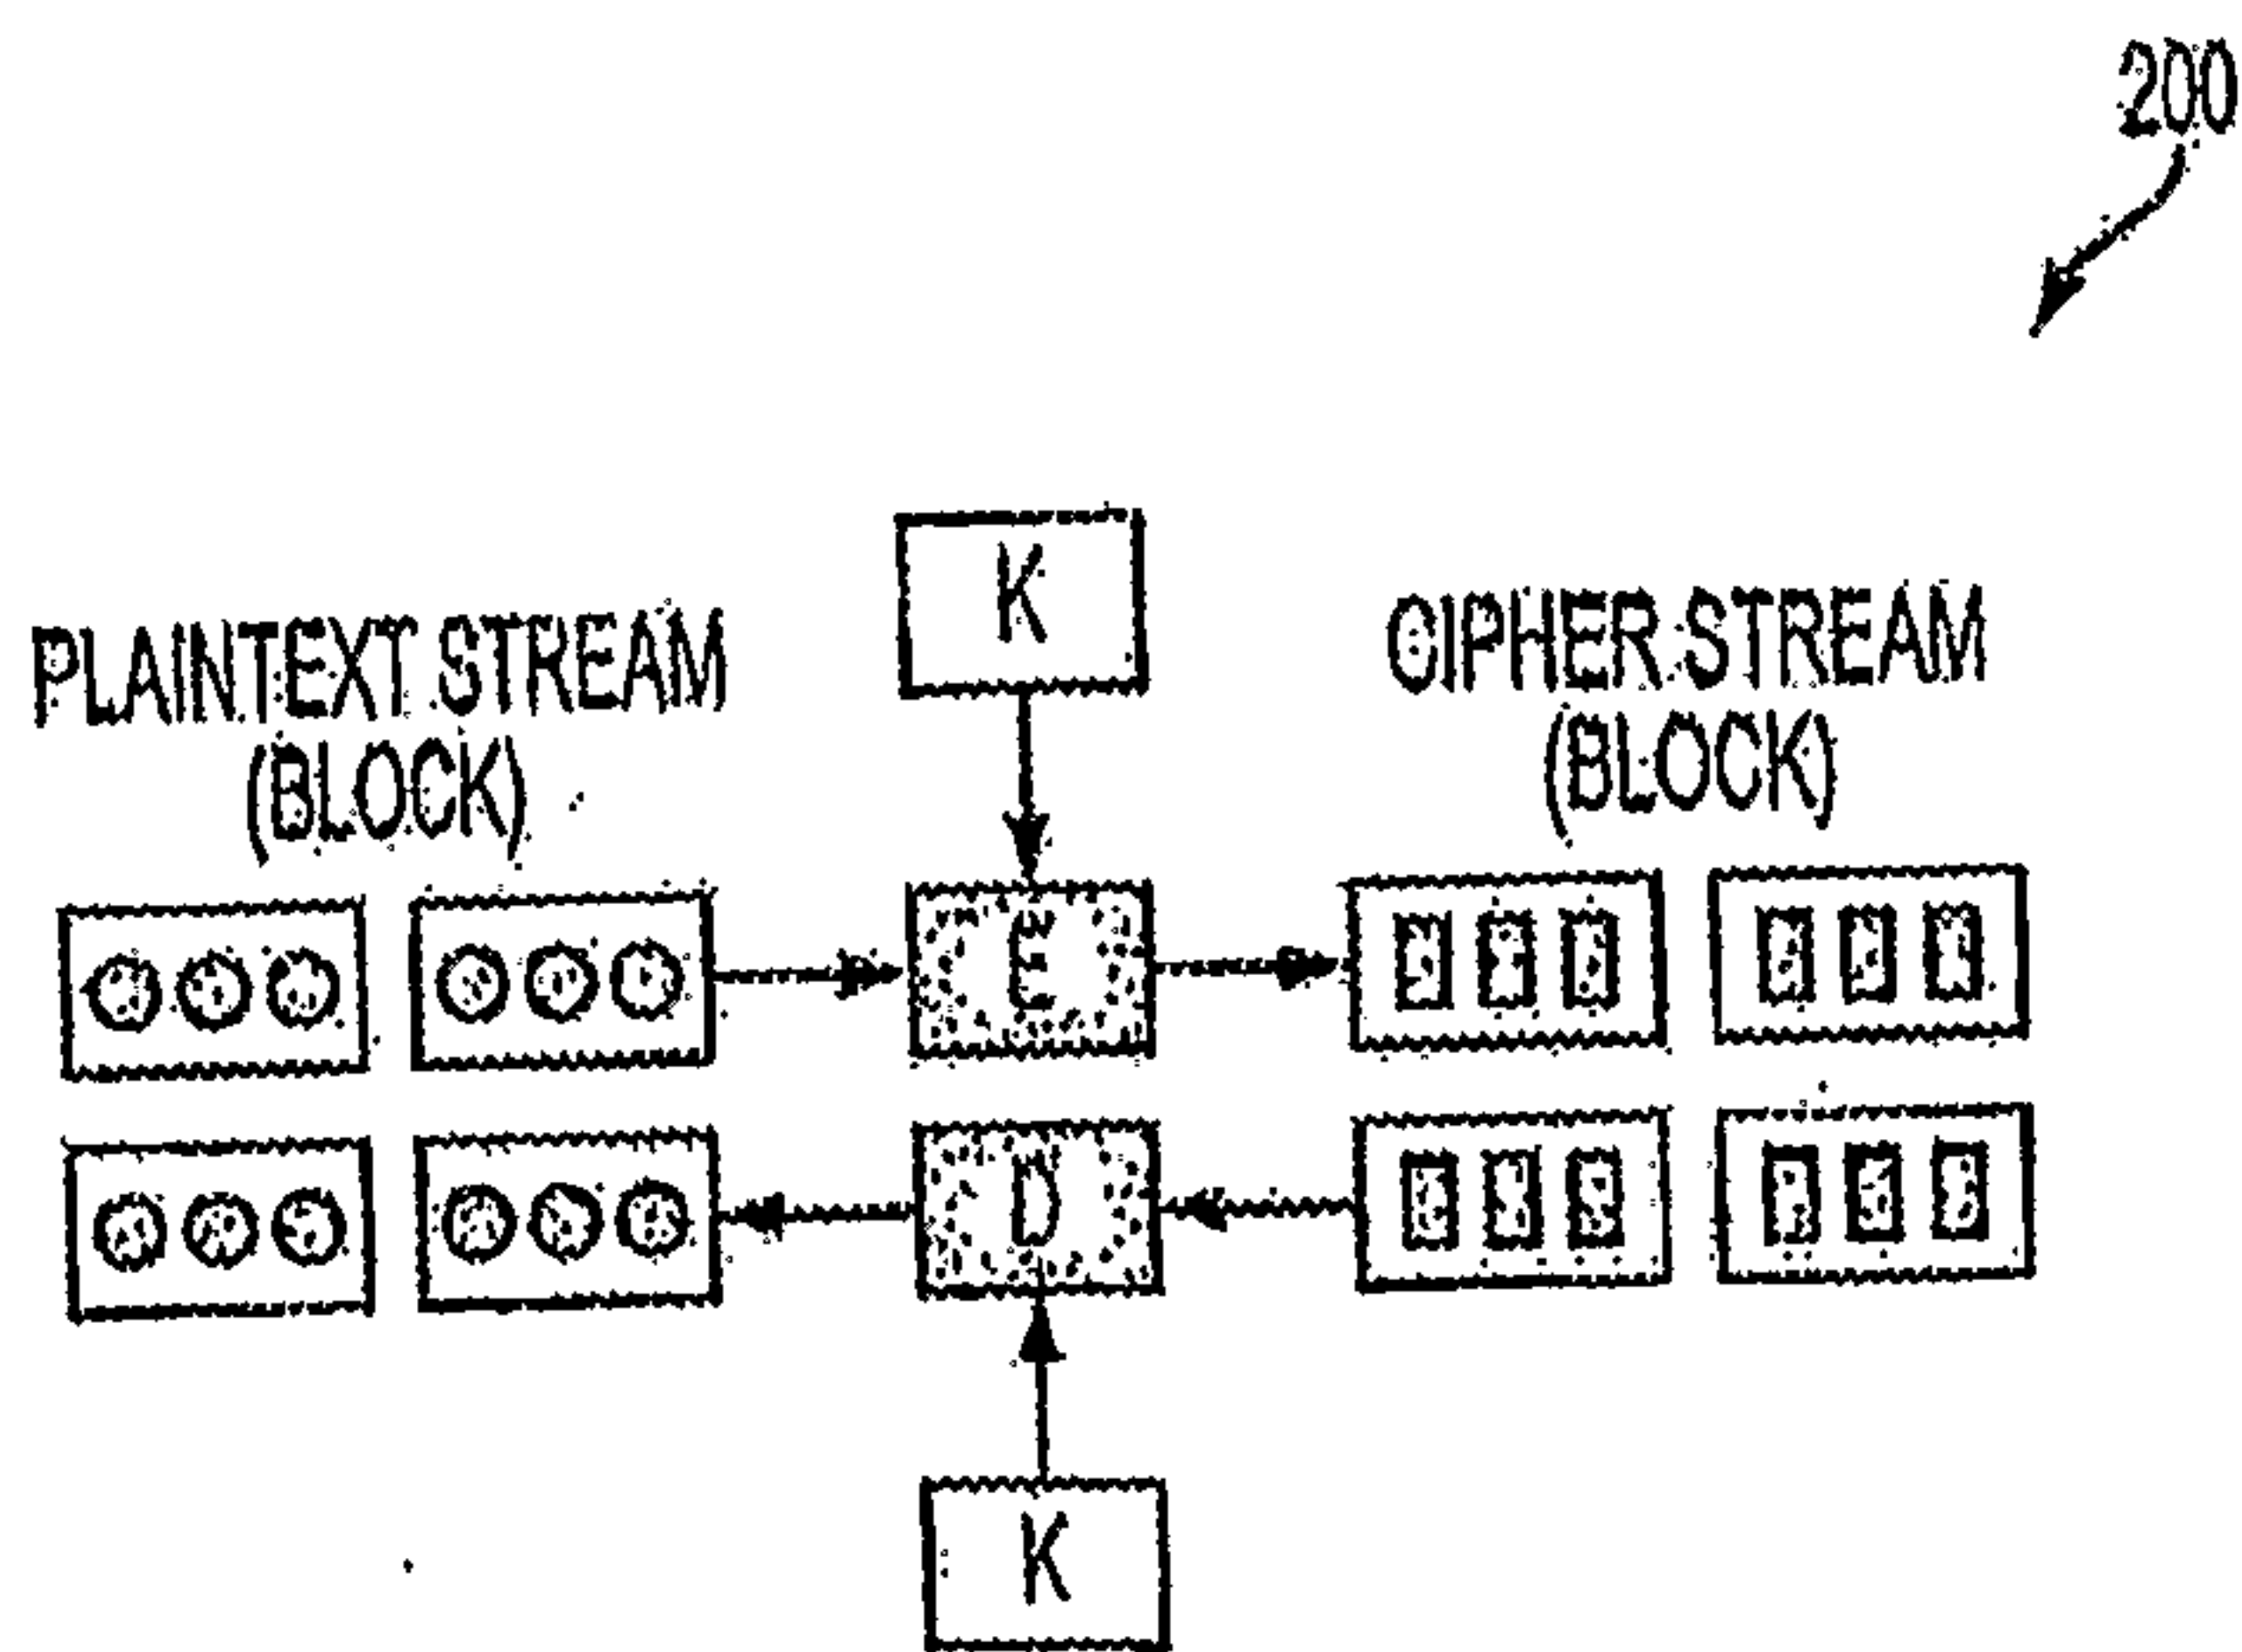 200
K
PLAINTEXT STREAM
(BLOCK)
CIPHER STREAM
(BLOCK)
E
D
K